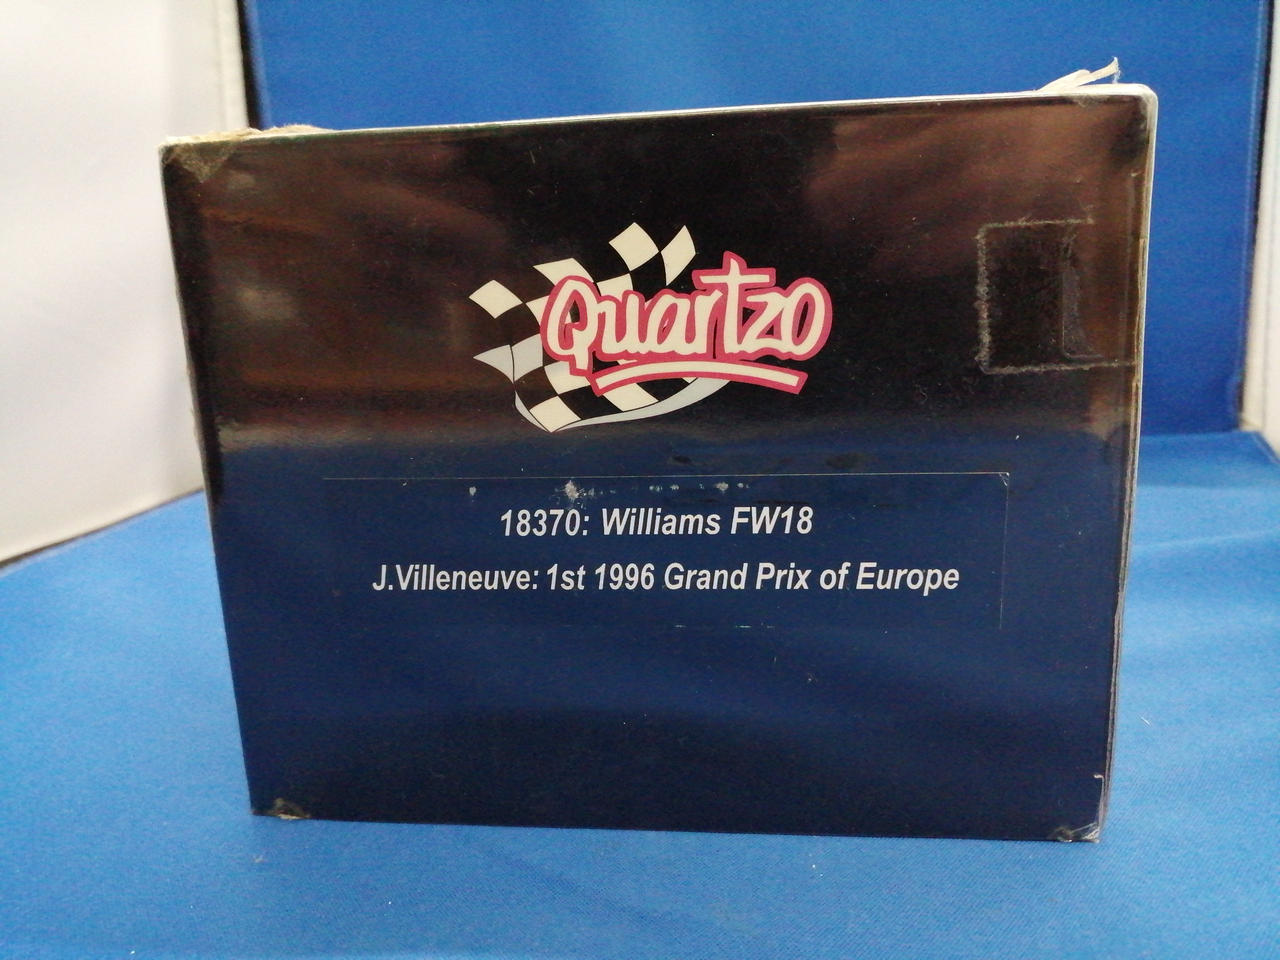 Quartzo
18370: Williams FW18
J.Villeneuve: 1st 1996 Grand Prix of Europe